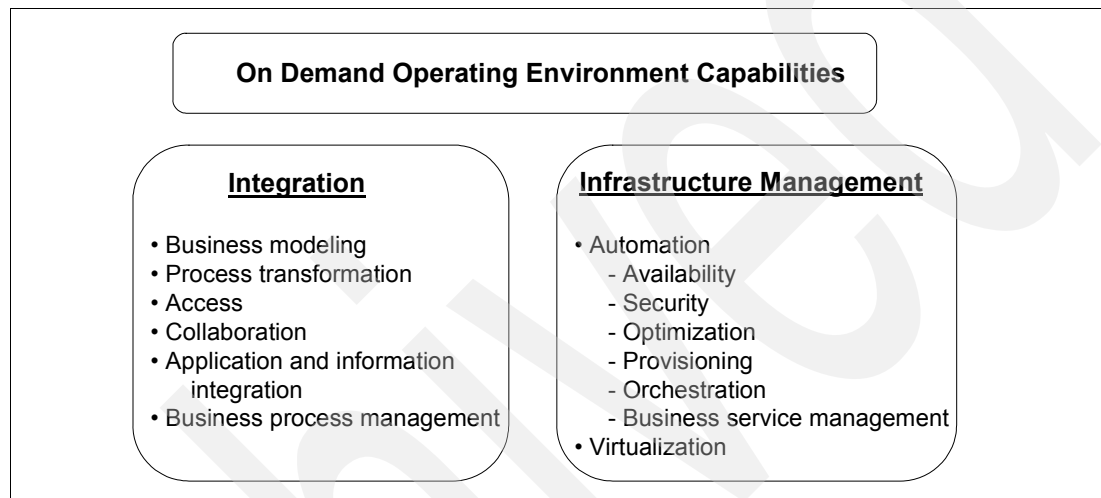 On Demand Operating Environment Capabilities
Integration
• Business modeling
• Process transformation
• Access
• Collaboration
• Application and information
integration
• Business process management
Infrastructure Management
• Automation
- Availability
- Security
- Optimization
- Provisioning
- Orchestration
- Business service management
• Virtualization